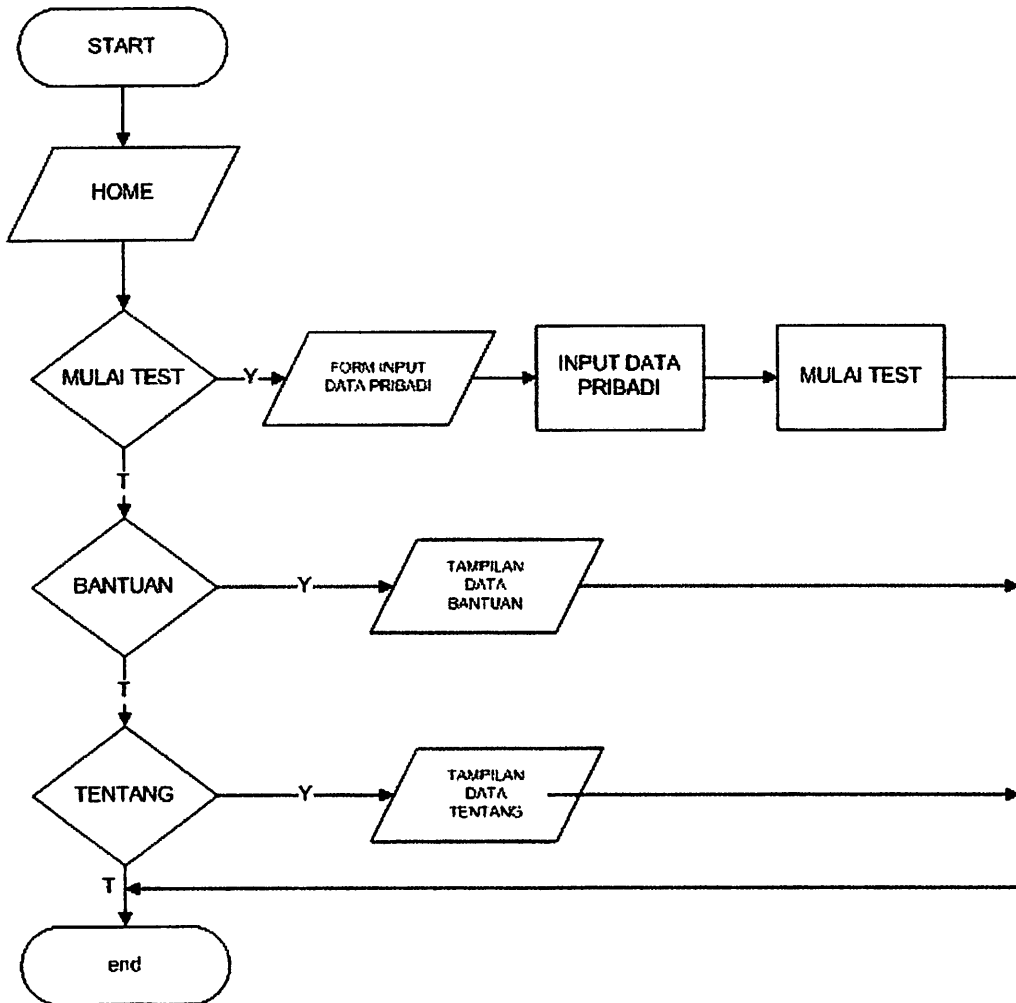 START
HOME
MULAI TEST
Y
FORM INPUT
DATA PRIBADI
INPUT DATA
PRIBADI
MULAI TEST
T
BANTUAN
Y
TAMPILAN
DATA
BANTUAN
T
TENTANG
Y
TAMPILAN
DATA
TENTANG
T
end